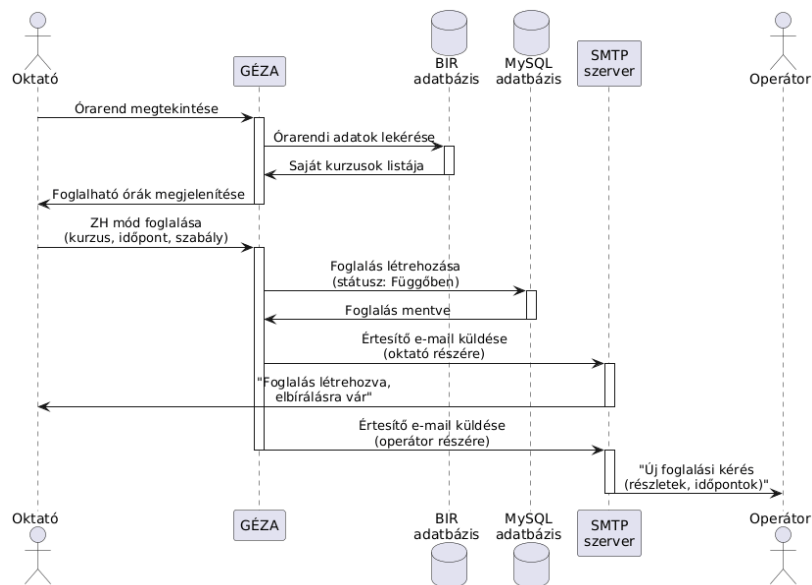 Oktató
GÉZA
BIR
adatbázis
MySQL
adatbázis
SMTP
szerver
Operátor
Órarend megtekintése
Órarendi adatok lekérése
Saját kurzusok listája
Foglalható órák megjelenítése
ZH mód foglalása
(kurzus, időpont, szabály)
Foglalás létrehozása
(státusz: Függőben)
Foglalás mentve
Értesítő e-mail küldése
(oktató részére)
"Foglalás létrehozva,
elbírálásra vár"
Értesítő e-mail küldése
(operátor részére)
"Új foglalási kérés
(részletek, időpontok)"
Oktató
GÉZA
BIR
adatbázis
MySQL
adatbázis
SMTP
szerver
Operátor